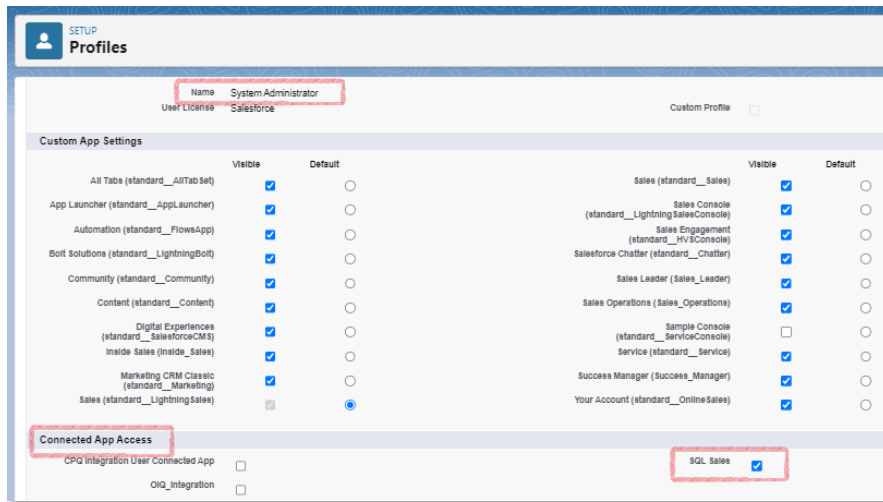 SETUP
Profiles
Name System Administrator
User License Salesforce Custom Profile
Custom App Settings
Visible Default Visible Default
All Tabs (standard__AllTabSet) Sales (standard__Sales)
App Launcher (standard__AppLauncher) Sales Console
(standard__LightningSalesConsole)
Automation (standard__FlowsApp) Sales Engagement
(standard__HVSConsole)
Bolt Solutions (standard__LightningBolt) Salesforce Chatter (standard__Chatter)
Community (standard__Community) Sales Leader (Sales_Leader)
Content (standard__Content) Sales Operations (Sales_Operations)
Digital Experiences
(standard__SalesforceCMS) Sample Console
(standard__ServiceConsole)
Inside Sales (Inside_Sales) Service (standard__Service)
Marketing CRM Classic
(standard__Marketing) Success Manager (Success_Manager)
Sales (standard__LightningSales) Your Account (standard__OnlineSales)
Connected App Access
CPQ Integration User Connected App SQL Sales
OIQ_Integration